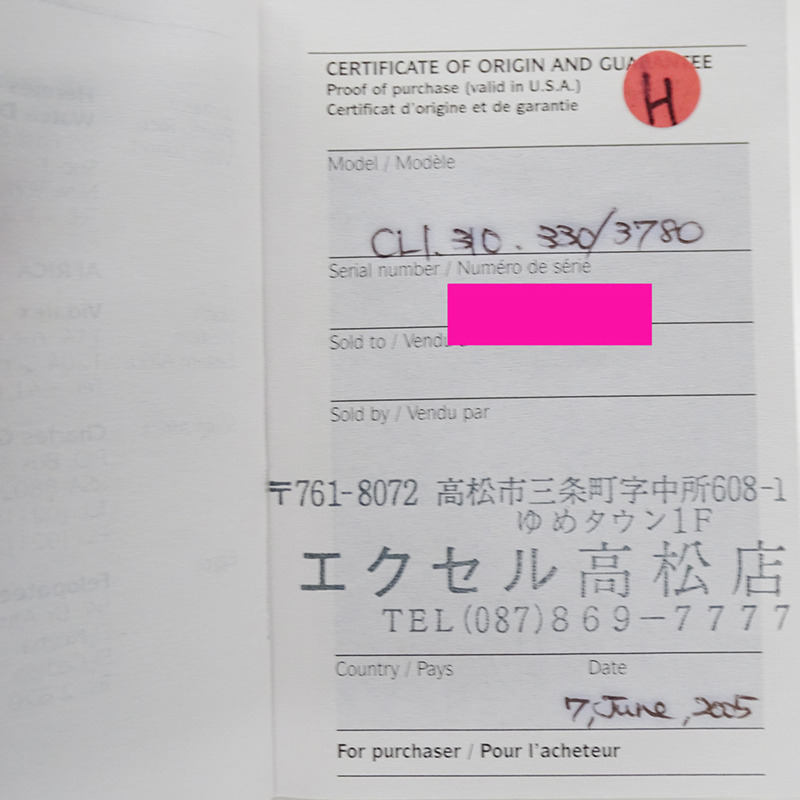 CERTIFICATE OF ORIGIN AND GUARANTEE
Proof of purchase (valid in U.S.A.)
Certificat d'origine et de garantie
H
Model / Modèle
CL1.310.330/3780
Serial number / Numéro de série
Sold to / Vendu
Sold by / Vendu par
〒761-8072 高松市三条町字中所608-1
ゆめタウン1F
エクセル高松店
TEL(087)869-7777
Country / Pays Date
7, June, 2005
For purchaser / Pour l'acheteur